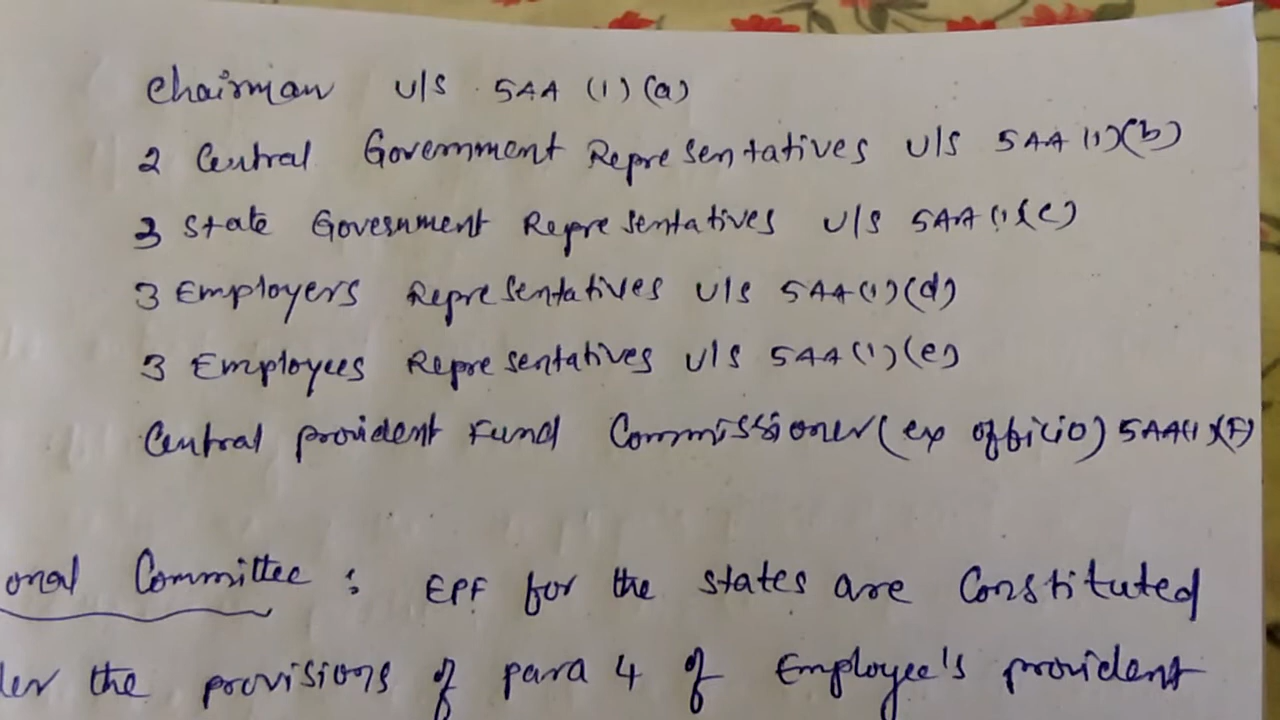 Chairman u/s 5AA (1) (a)
2 Central Government Representatives u/s 5AA (1) (b)
3 State Government Representatives u/s 5AA (1) (c)
3 Employers Representatives u/s 5AA (1) (d)
3 Employees Representatives u/s 5AA (1) (e)
Central provident Fund Commissioner (ex officio) 5AA(1)(F)
onal Committee : EPF for the states are Constituted
der the provisions of para 4 of Employee's provident